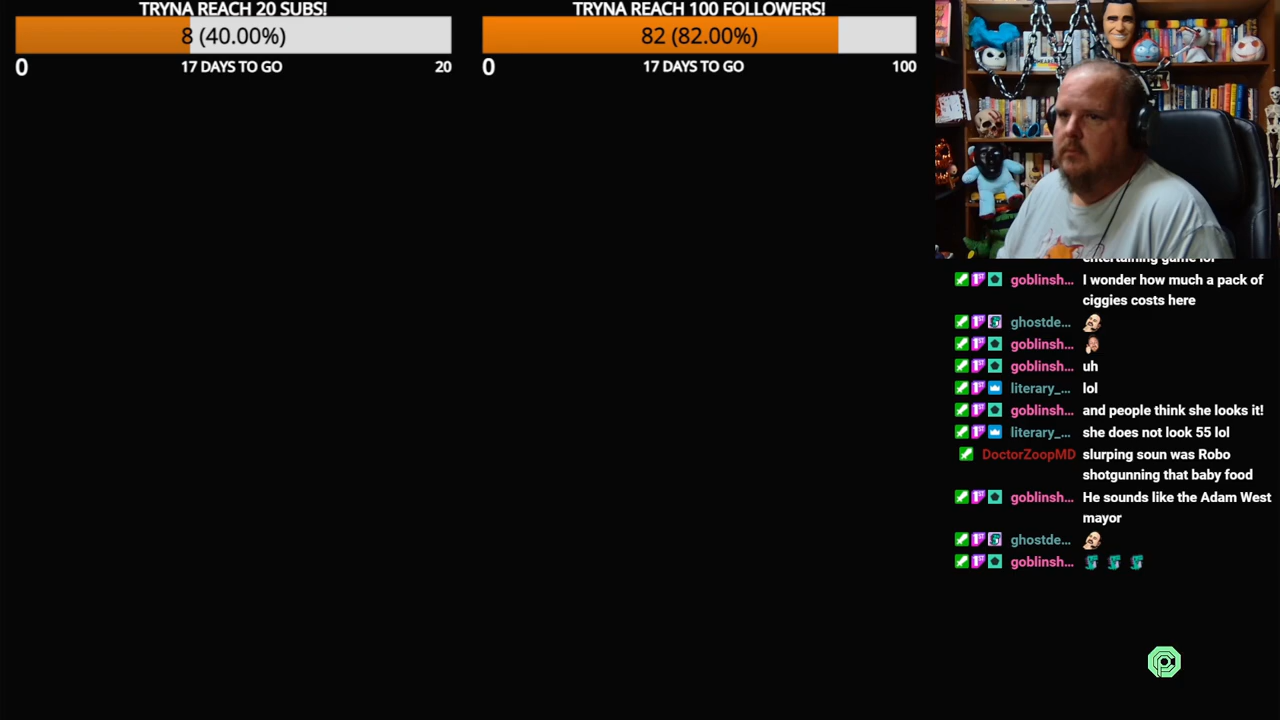 TRYNA REACH 20 SUBS!
8 (40.00%)
0
17 DAYS TO GO
20
TRYNA REACH 100 FOLLOWERS!
82 (82.00%)
0
17 DAYS TO GO
100
entertaining game lol
goblinsh... I wonder how much a pack of
ciggies costs here
ghostde...
goblinsh...
goblinsh... uh
literary_... lol
goblinsh... and people think she looks it!
literary_... she does not look 55 lol
DoctorZoopMD slurping soun was Robo
shotgunning that baby food
goblinsh... He sounds like the Adam West
mayor
ghostde...
goblinsh...